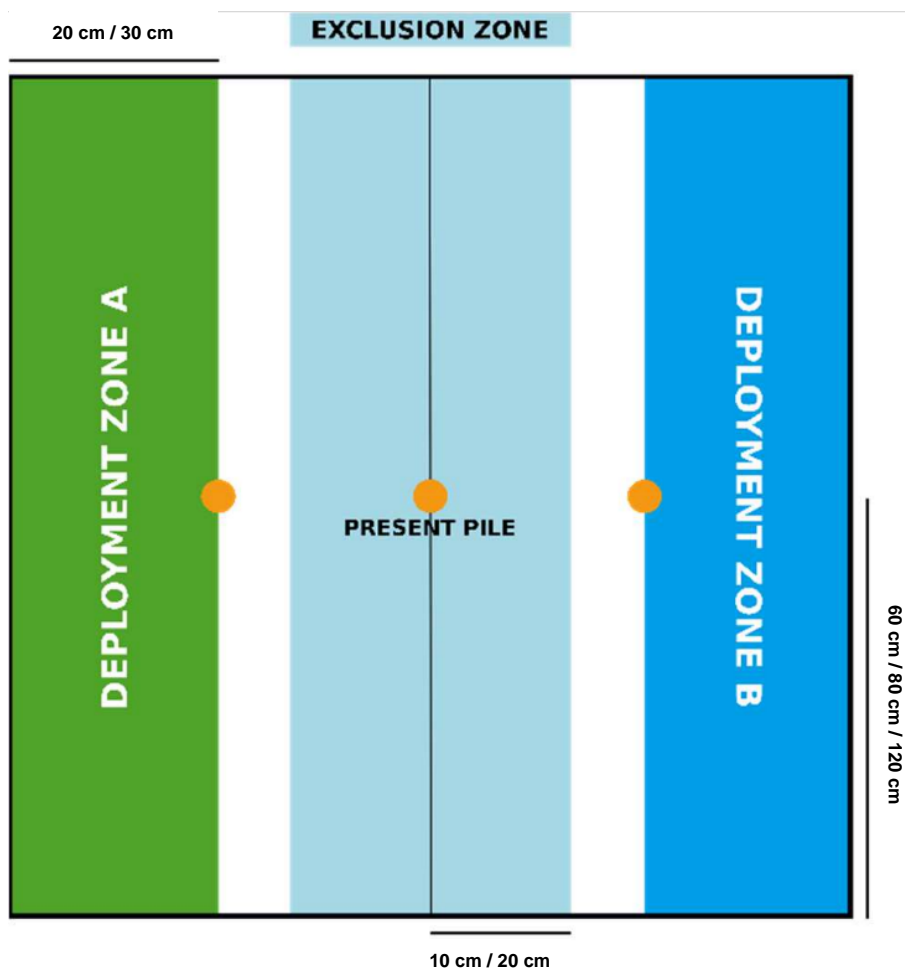 EXCLUSION ZONE
20 cm / 30 cm
DEPLOYMENT ZONE A
DEPLOYMENT ZONE B
PRESENT PILE
60 cm / 80 cm / 120 cm
10 cm / 20 cm